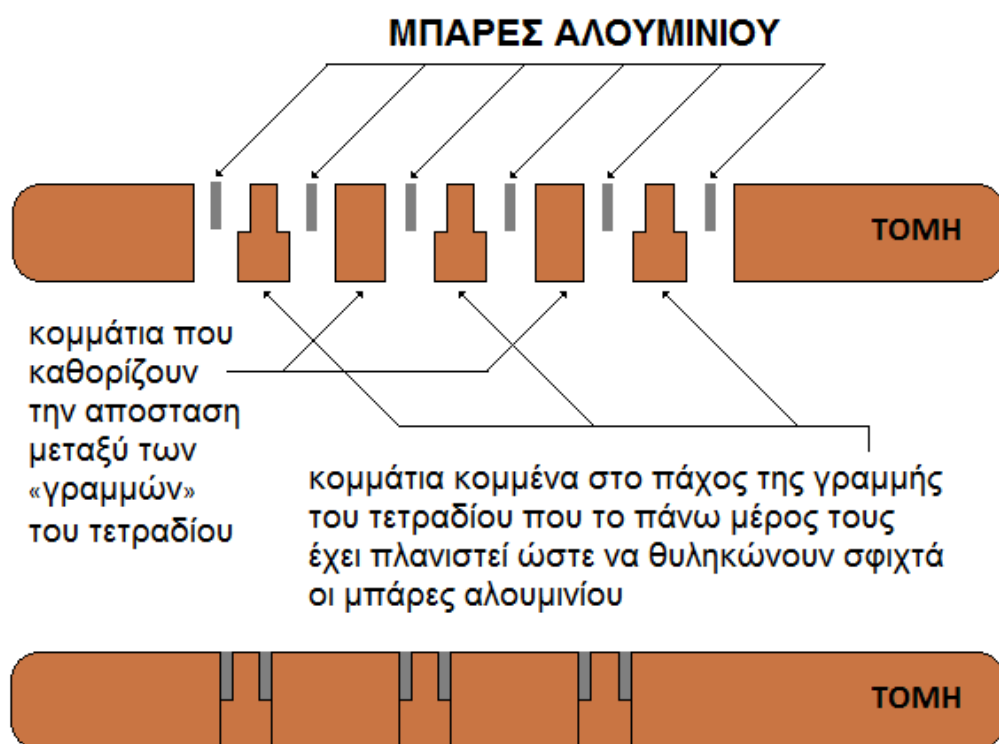 ΜΠΑΡΕΣ ΑΛΟΥΜΙΝΙΟΥ
ΤΟΜΗ
κομμάτια που
καθορίζουν
την αποσταση
μεταξύ των
«γραμμών»
του τετραδίου
κομμάτια κομμένα στο πάχος της γραμμής
του τετραδίου που το πάνω μέρος τους
έχει πλανιστεί ώστε να θυληκώνουν σφιχτά
οι μπάρες αλουμινίου
ΤΟΜΗ